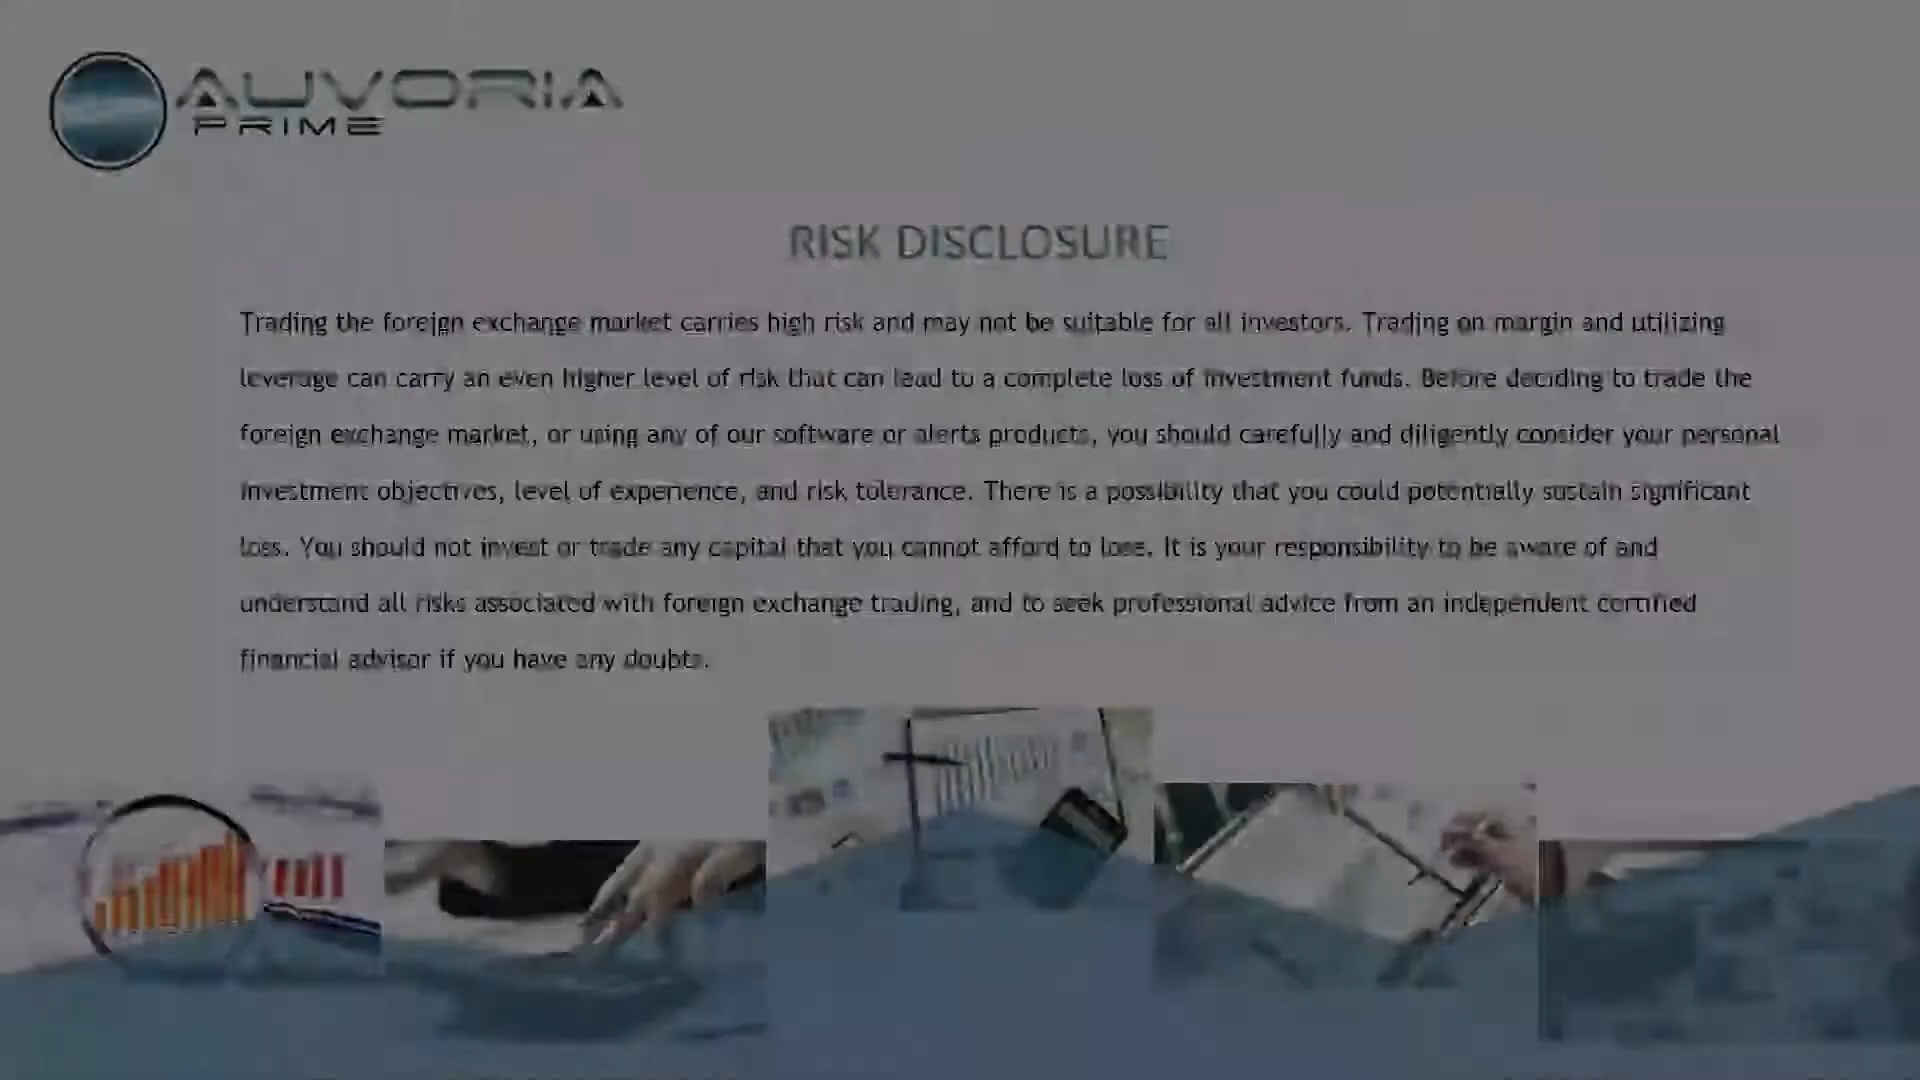 AUVORIA
PRIME
RISK DISCLOSURE
Trading the foreign exchange market carries high risk and may not be suitable for all investors. Trading on margin and utilizing
leverage can carry an even higher level of risk that can lead to a complete loss of investment funds. Before deciding to trade the
foreign exchange market, or using any of our software or alerts products, you should carefully and diligently consider your personal
investment objectives, level of experience, and risk tolerance. There is a possibility that you could potentially sustain significant
loss. You should not invest or trade any capital that you cannot afford to lose. It is your responsibility to be aware of and
understand all risks associated with foreign exchange trading, and to seek professional advice from an independent certified
financial advisor if you have any doubts.